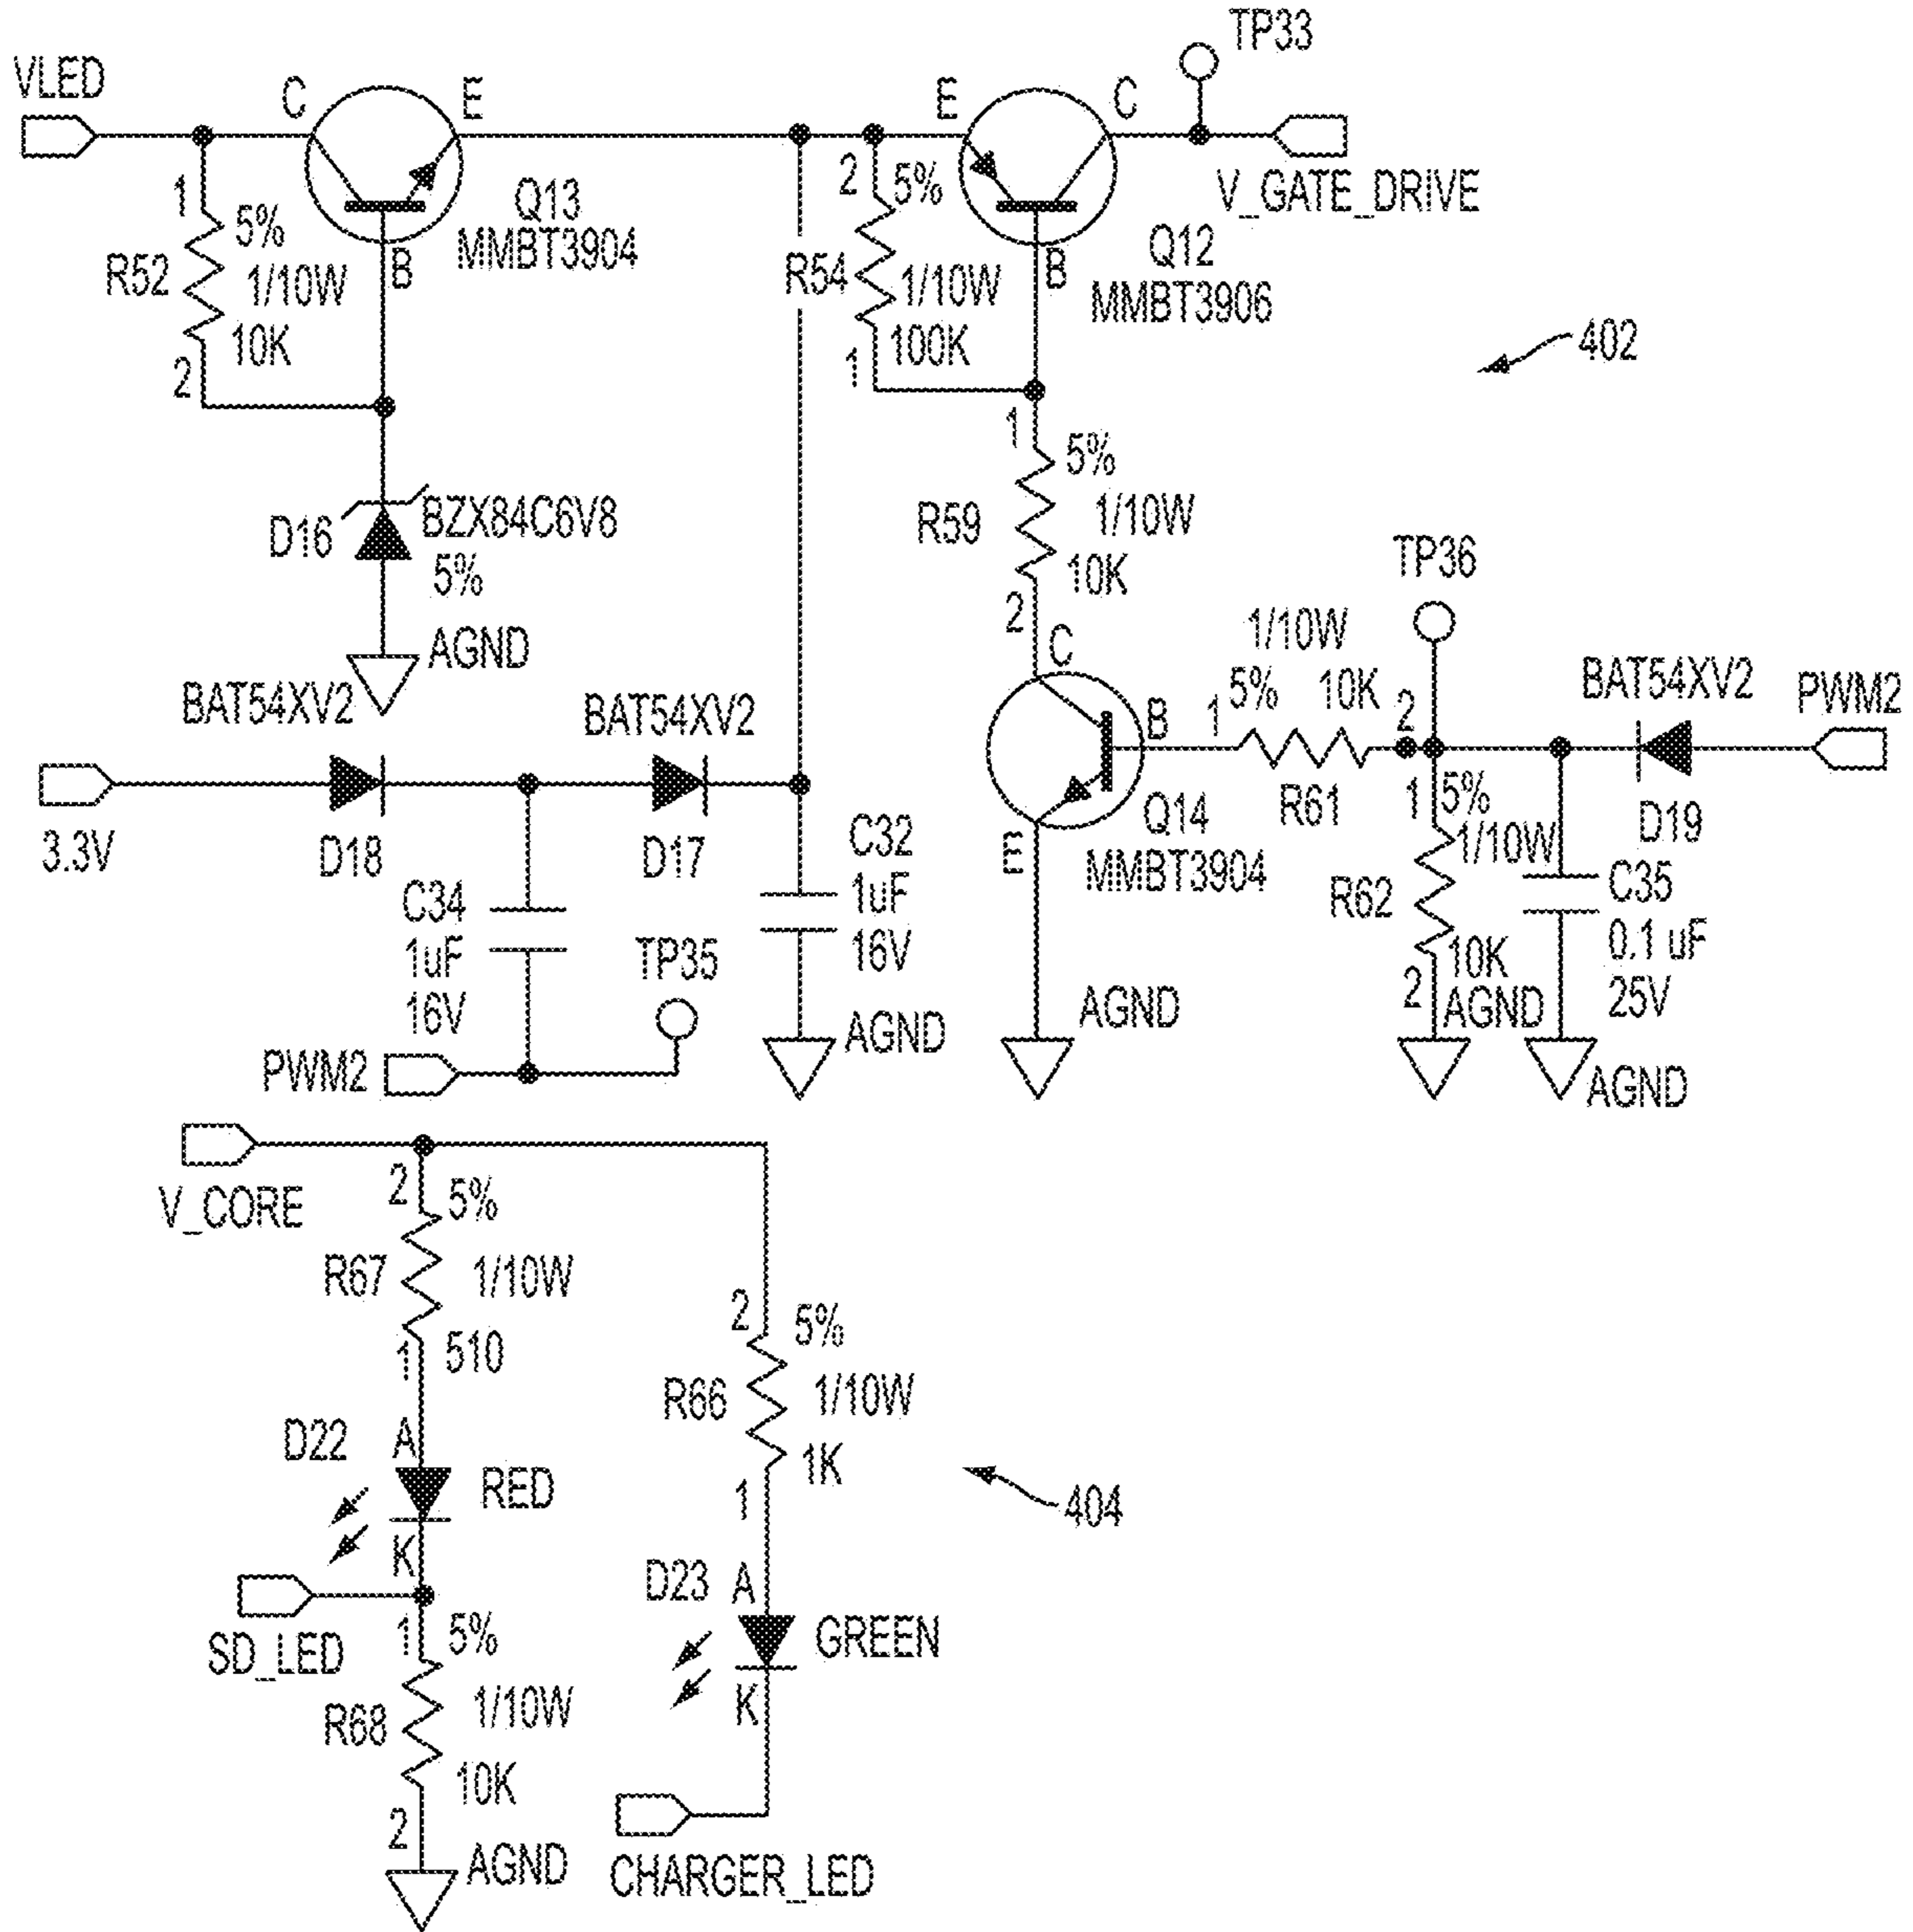 VLED
C
E
Q13
MMBT3904
B
1
5%
R52
1/10W
10K
2
D16
BZX84C6V8
5%
AGND
E
C
TP33
V_GATE_DRIVE
Q12
MMBT3906
B
2
5%
R54
1/10W
100K
1
402
1
5%
R59
1/10W
10K
2
BAT54XV2
BAT54XV2
3.3V
D18
D17
C34
1uF
16V
TP35
PWM2
C32
1uF
16V
AGND
C
B
E
Q14
MMBT3904
AGND
1/10W
5%
10K
1
2
R61
TP36
BAT54XV2
PWM2
D19
1
5%
1/10W
R62
10K
2
AGND
C35
0.1 uF
25V
AGND
V_CORE
2
5%
R67
1/10W
510
1
D22
A
RED
K
SD_LED
1
5%
R68
1/10W
10K
2
AGND
2
5%
R66
1/10W
1K
1
D23
A
GREEN
K
CHARGER_LED
404